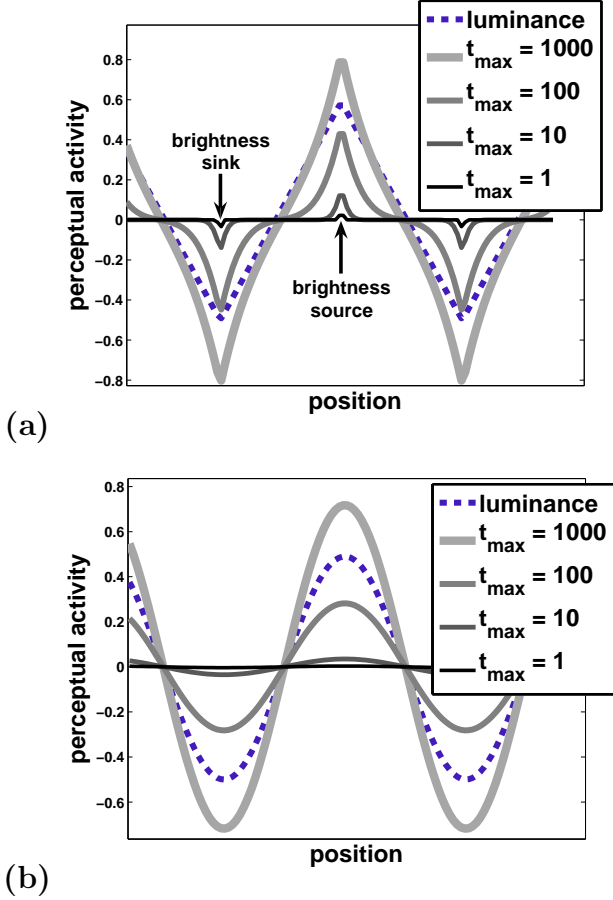 luminance
t_max = 1000
t_max = 100
t_max = 10
t_max = 1
0.8
0.6
0.4
0.2
0
−0.2
−0.4
−0.6
−0.8
perceptual activity
brightness
sink
brightness
source
position
(a)
luminance
t_max = 1000
t_max = 100
t_max = 10
t_max = 1
0.8
0.6
0.4
0.2
0
−0.2
−0.4
−0.6
perceptual activity
position
(b)